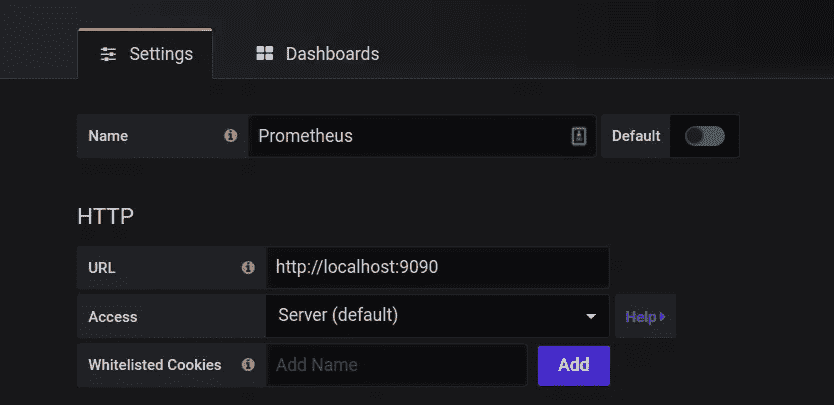 Settings Dashboards
Name Prometheus Default
HTTP
URL http://localhost:9090
Access Server (default) Help
Whitelisted Cookies Add Name Add